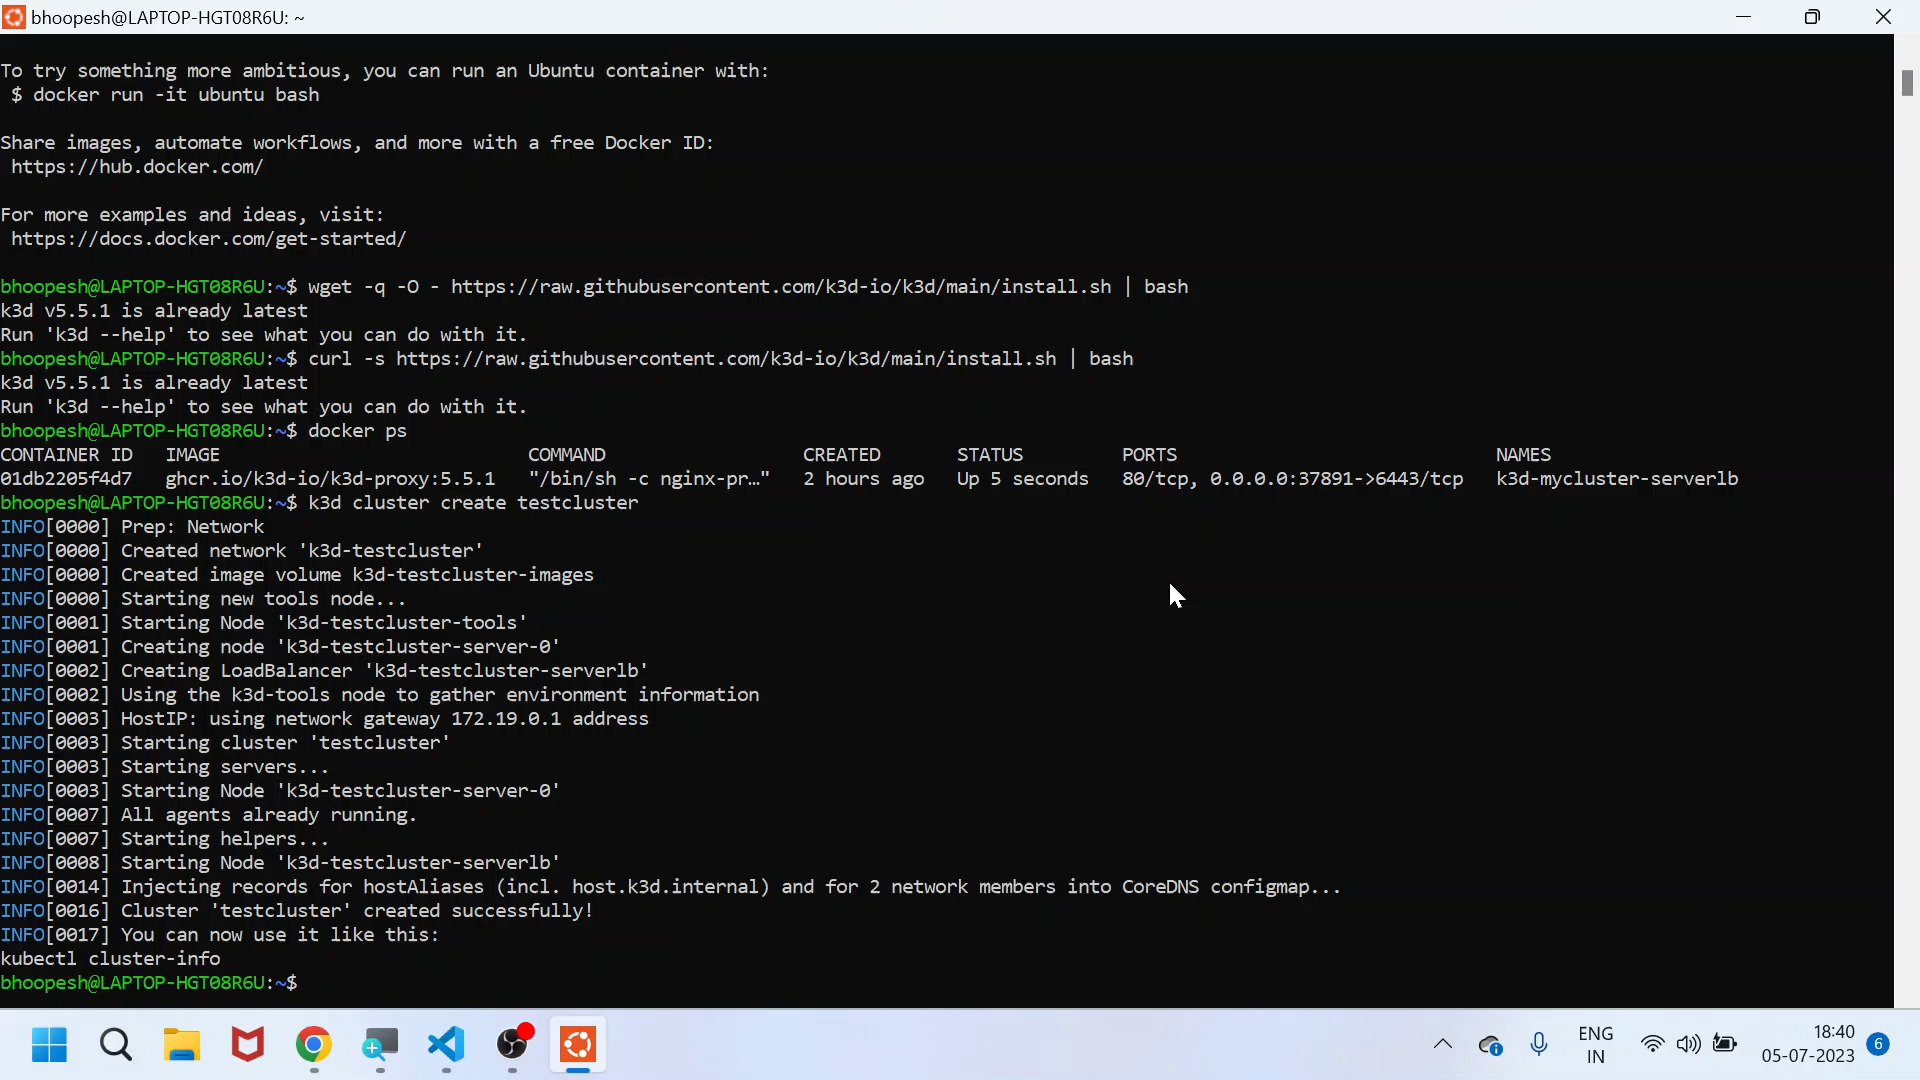 bhoopesh@LAPTOP-HGT08R6U: ~
To try something more ambitious, you can run an Ubuntu container with:
$ docker run -it ubuntu bash
Share images, automate workflows, and more with a free Docker ID:
https://hub.docker.com/
For more examples and ideas, visit:
https://docs.docker.com/get-started/
bhoopesh@LAPTOP-HGT08R6U:~$ wget -q -O - https://raw.githubusercontent.com/k3d-io/k3d/main/install.sh | bash
k3d v5.5.1 is already latest
Run 'k3d --help' to see what you can do with it.
bhoopesh@LAPTOP-HGT08R6U:~$ curl -s https://raw.githubusercontent.com/k3d-io/k3d/main/install.sh | bash
k3d v5.5.1 is already latest
Run 'k3d --help' to see what you can do with it.
bhoopesh@LAPTOP-HGT08R6U:~$ docker ps
CONTAINER ID   IMAGE                            COMMAND                  CREATED       STATUS         PORTS                             NAMES
01db2205f4d7   ghcr.io/k3d-io/k3d-proxy:5.5.1   "/bin/sh -c nginx-pr…"   2 hours ago   Up 5 seconds   80/tcp, 0.0.0.0:37891->6443/tcp   k3d-mycluster-serverlb
bhoopesh@LAPTOP-HGT08R6U:~$ k3d cluster create testcluster
INFO[0000] Prep: Network
INFO[0000] Created network 'k3d-testcluster'
INFO[0000] Created image volume k3d-testcluster-images
INFO[0000] Starting new tools node...
INFO[0001] Starting Node 'k3d-testcluster-tools'
INFO[0001] Creating node 'k3d-testcluster-server-0'
INFO[0002] Creating LoadBalancer 'k3d-testcluster-serverlb'
INFO[0002] Using the k3d-tools node to gather environment information
INFO[0003] HostIP: using network gateway 172.19.0.1 address
INFO[0003] Starting cluster 'testcluster'
INFO[0003] Starting servers...
INFO[0003] Starting Node 'k3d-testcluster-server-0'
INFO[0007] All agents already running.
INFO[0007] Starting helpers...
INFO[0008] Starting Node 'k3d-testcluster-serverlb'
INFO[0014] Injecting records for hostAliases (incl. host.k3d.internal) and for 2 network members into CoreDNS configmap...
INFO[0016] Cluster 'testcluster' created successfully!
INFO[0017] You can now use it like this:
kubectl cluster-info
bhoopesh@LAPTOP-HGT08R6U:~$
ENG
IN
18:40
05-07-2023
6